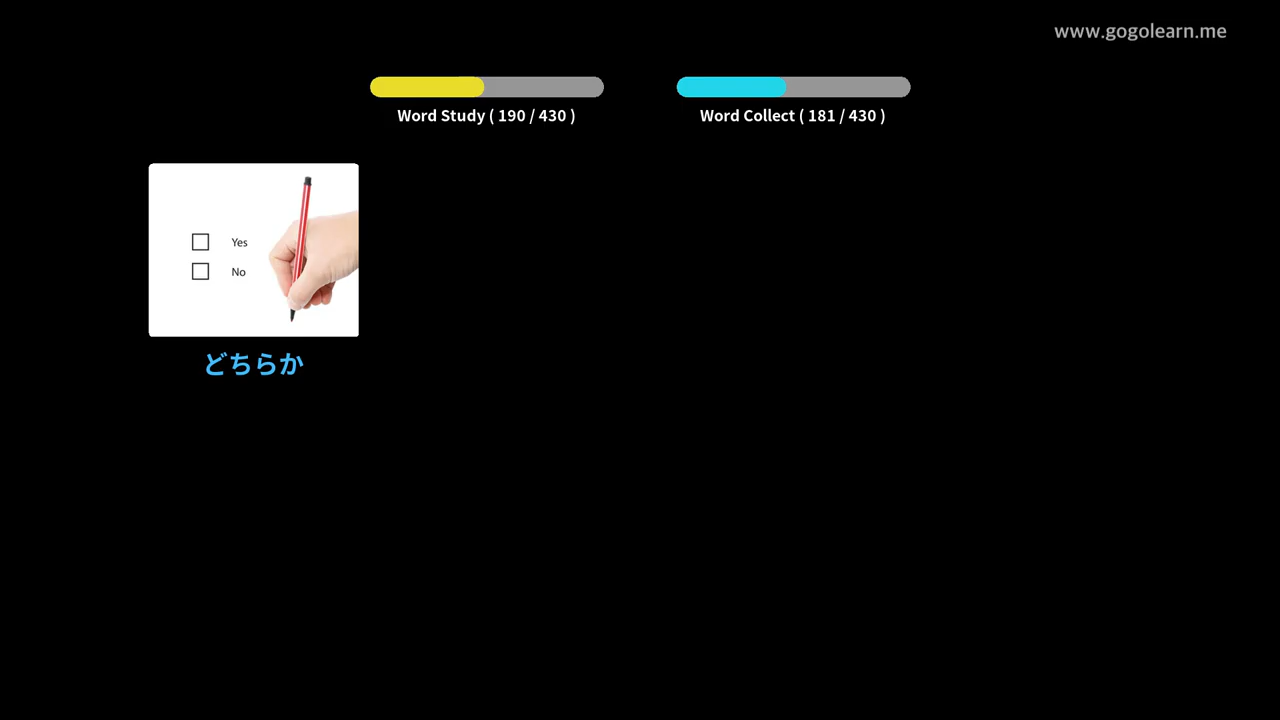 www.gogolearn.me
Word Study ( 190 / 430 )
Word Collect ( 181 / 430 )
Yes
No
どちらか